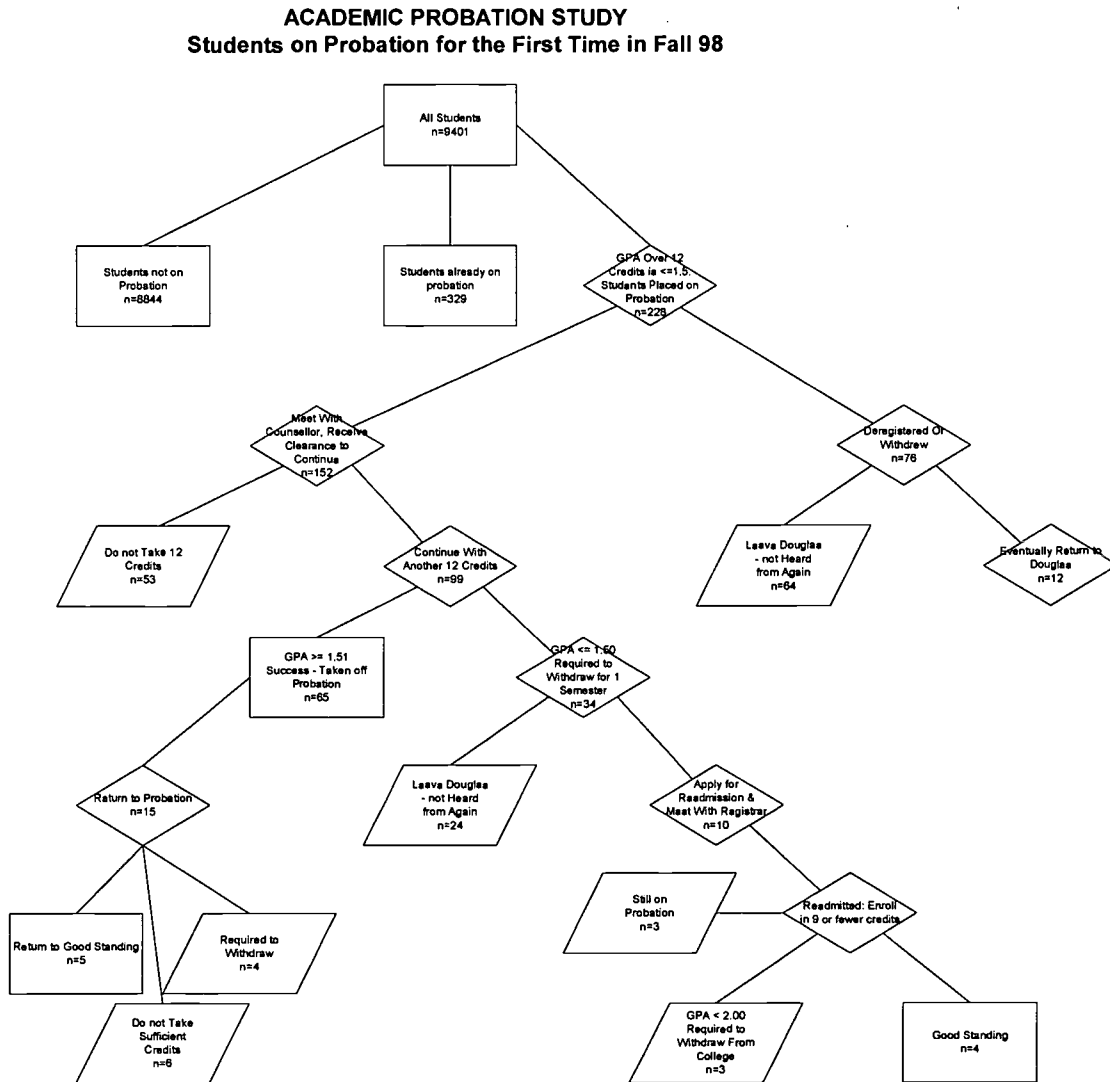 ACADEMIC PROBATION STUDY
Students on Probation for the First Time in Fall 98
All Students
n=9401
Students not on
Probation
n=8844
Students already on
probation
n=329
GPA Over 12
Credits is <=1.5.
Students Placed on
Probation
n=228
Meet With
Counsellor, Receive
Clearance to
Continue
n=152
Deregistered Or
Withdrew
n=76
Do not Take 12
Credits
n=53
Continue With
Another 12 Credits
n=99
Leave Douglas
- not Heard
from Again
n=64
Eventually Return to
Douglas
n=12
GPA >= 1.51
Success - Taken off
Probation
n=65
GPA <= 1.50
Required to
Withdraw for 1
Semester
n=34
Return to Probation
n=15
Leave Douglas
- not Heard
from Again
n=24
Apply for
Readmission &
Meet With Registrar
n=10
Return to Good Standing
n=5
Required to
Withdraw
n=4
Still on
Probation
n=3
Readmitted: Enroll
in 9 or fewer credits
Do not Take
Sufficient
Credits
n=6
GPA < 2.00
Required to
Withdraw From
College
n=3
Good Standing
n=4